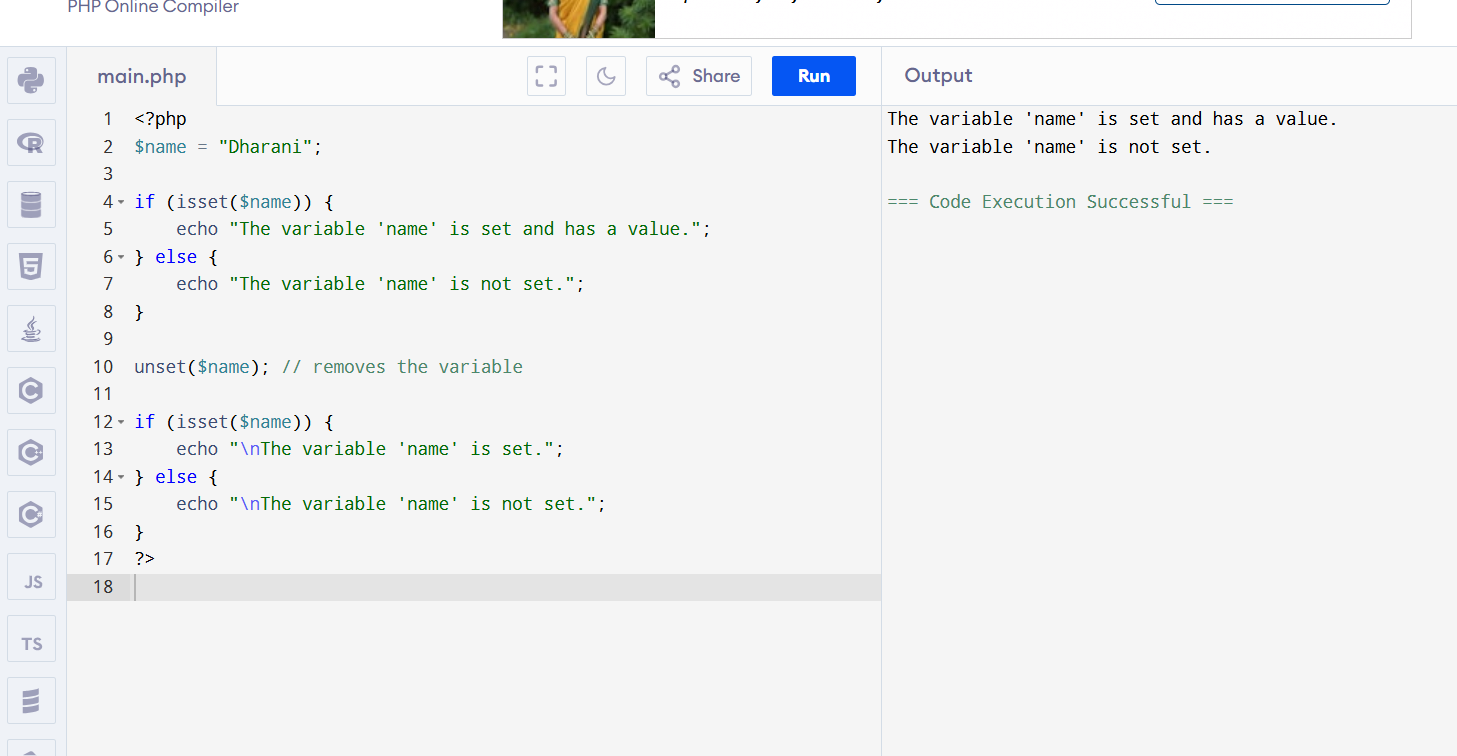 PHP Online Compiler
main.php
Share
Run
Output
1 <?php
2 $name = "Dharani";
3
4 if (isset($name)) {
5     echo "The variable 'name' is set and has a value.";
6 } else {
7     echo "The variable 'name' is not set.";
8 }
9
10 unset($name); // removes the variable
11
12 if (isset($name)) {
13     echo "\nThe variable 'name' is set.";
14 } else {
15     echo "\nThe variable 'name' is not set.";
16 }
17 ?>
18
The variable 'name' is set and has a value.
The variable 'name' is not set.
=== Code Execution Successful ===
R
5
C
C
C
JS
TS